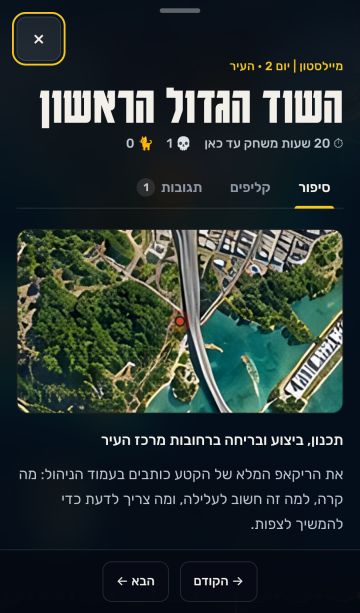 ×
מיילסטון | יום 2 • העיר
השוד הגדול הראשון
⏱ 20 שעות משחק עד כאן 💀 1 🐈 0
סיפור קליפים תגובות 1
תכנון, ביצוע ובריחה ברחובות מרכז העיר
את הריקאפ המלא של הקטע כותבים בעמוד הניהול: מה
קרה, למה זה חשוב לעלילה, ומה צריך לדעת כדי
להמשיך לצפות.
→ הקודם הבא ←